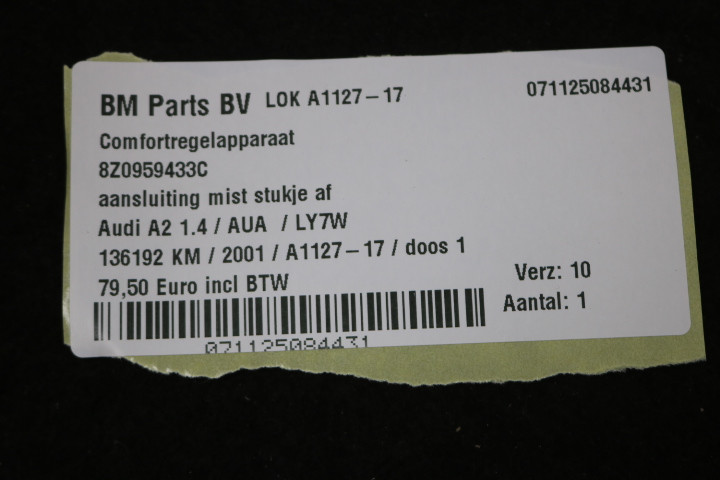 BM Parts BV LOK A1127-17 071125084431
Comfortregelapparaat
8Z0959433C
aansluiting mist stukje af
Audi A2 1.4 / AUA / LY7W
136192 KM / 2001 / A1127-17 / doos 1
79,50 Euro incl BTW Verz: 10
Aantal: 1
071125084431